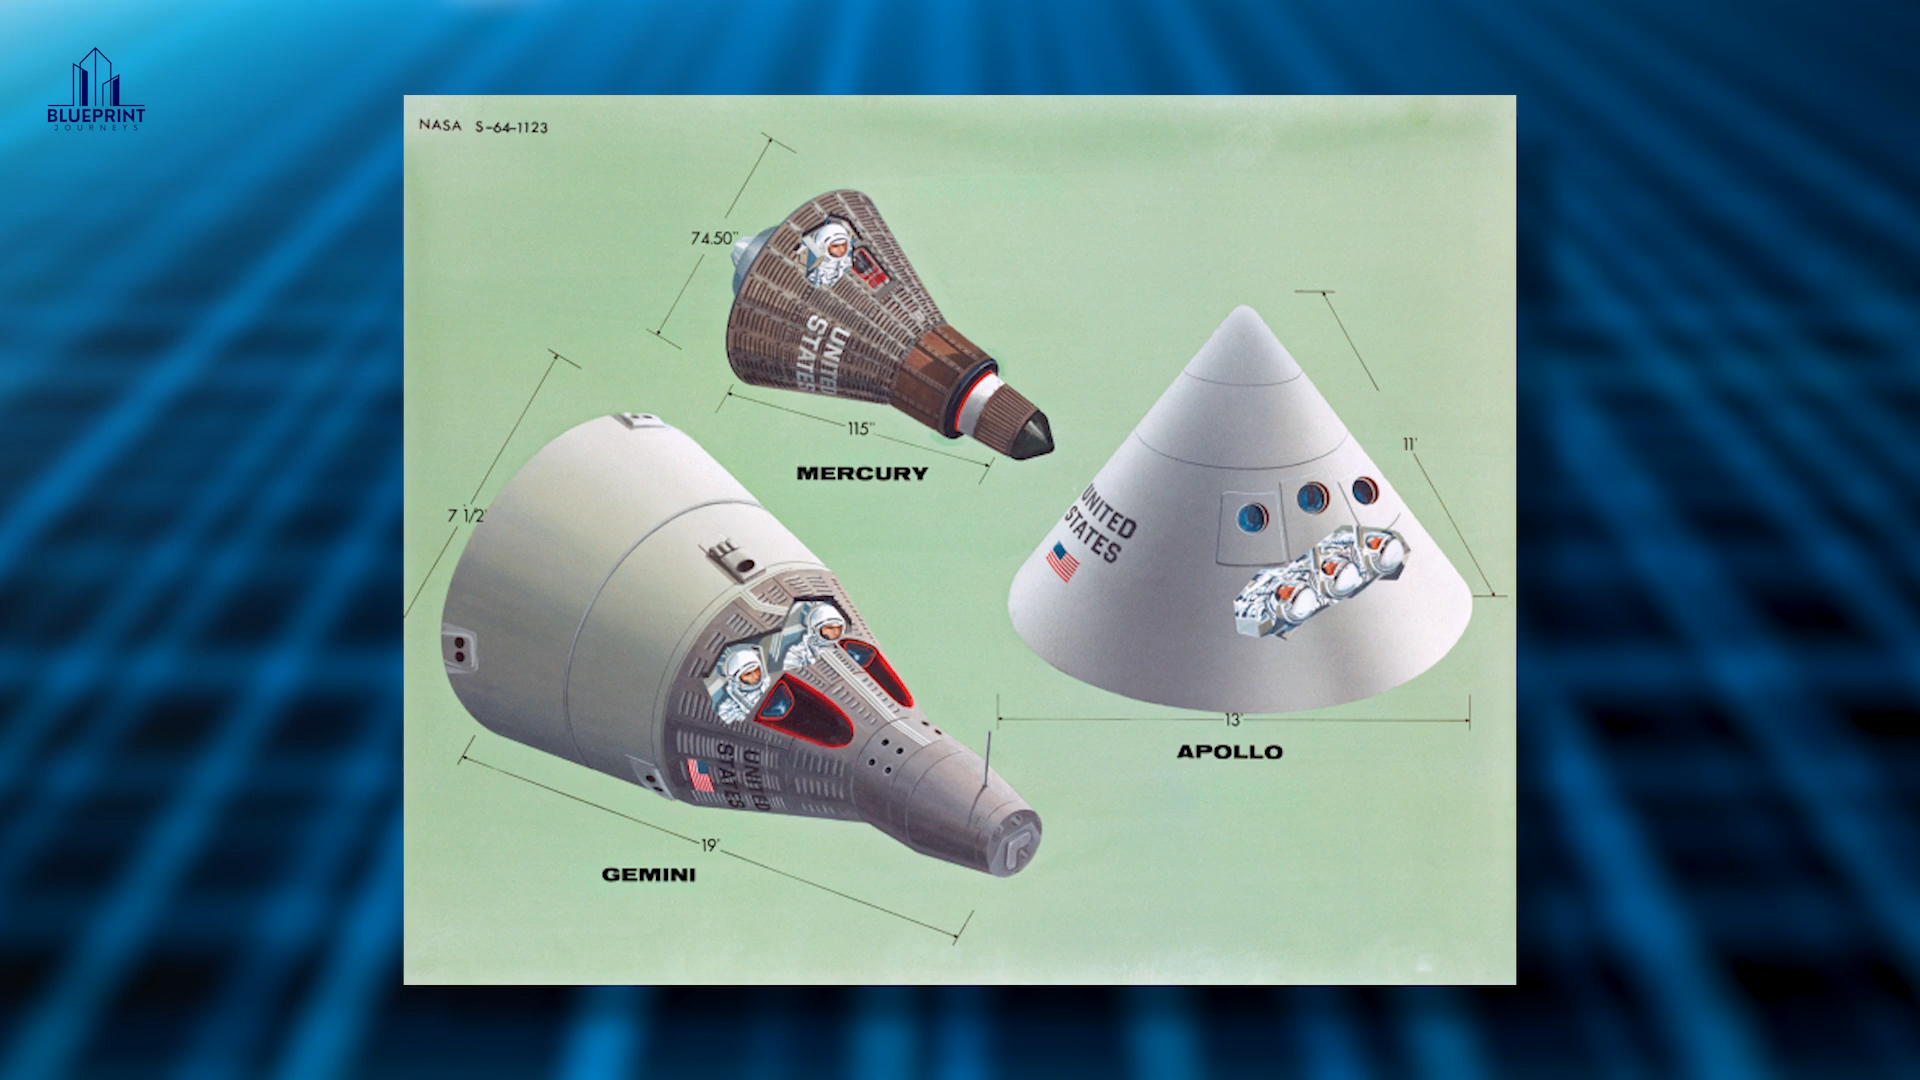 BLUEPRINT
JOURNEYS
NASA S-64-1123
74.50"
115"
MERCURY
UNITED
STATES
7 1/2'
19'
GEMINI
UNITED
STATES
11'
13'
APOLLO
UNITED
STATES